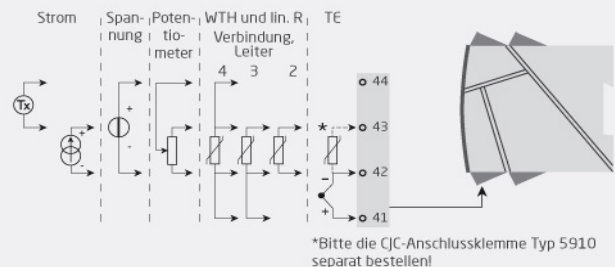 Strom
Span-
nung
Poten-
tio-
meter
WTH und lin. R
Verbindung,
Leiter
4 3 2
TE
Tx
+
-
+
-
*
-
+
44
43
42
41
*Bitte die CJC-Anschlussklemme Typ 5910
separat bestellen!